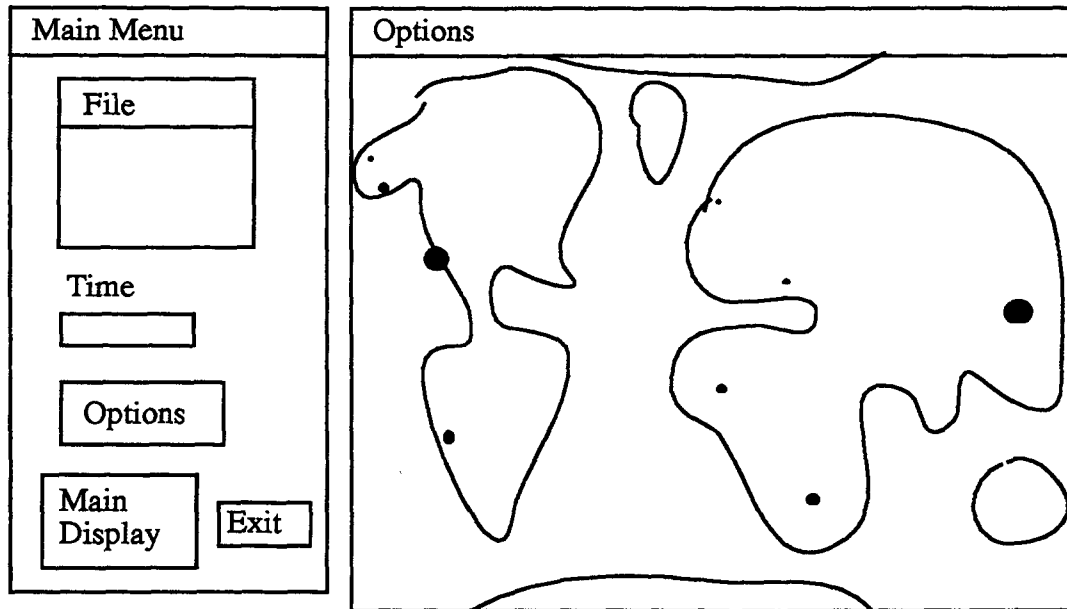 Main Menu
File
Time
Options
Main
Display
Exit
Options